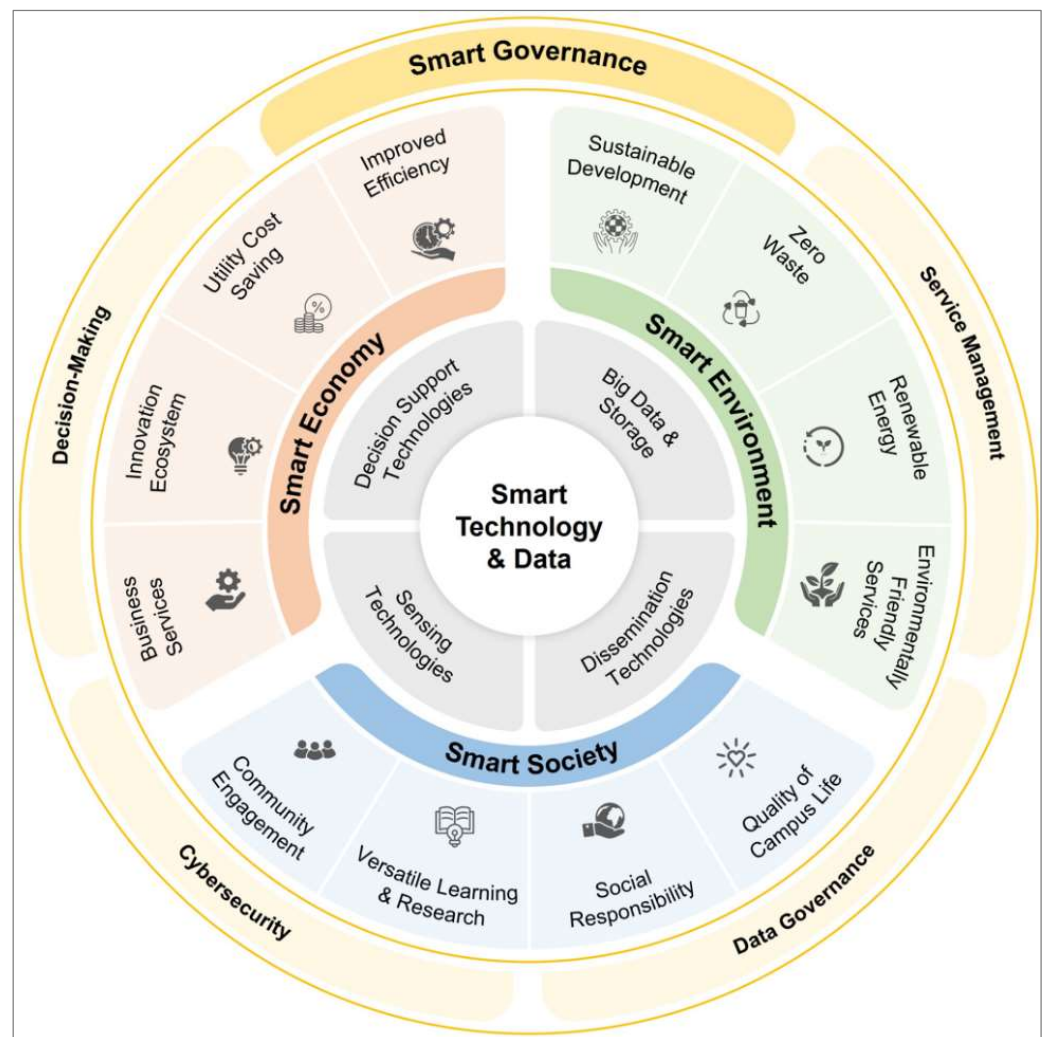 Smart Governance
Service Management
Data Governance
Cybersecurity
Decision-Making
Smart Economy
Improved
Efficiency
Utility Cost
Saving
Innovation
Ecosystem
Business
Services
Smart Environment
Sustainable
Development
Zero
Waste
Renewable
Energy
Environmentally
Friendly
Services
Smart Society
Community
Engagement
Versatile Learning
& Research
Social
Responsibility
Quality of
Campus Life
Decision Support
Technologies
Big Data &
Storage
Sensing
Technologies
Dissemination
Technologies
Smart
Technology
& Data
%